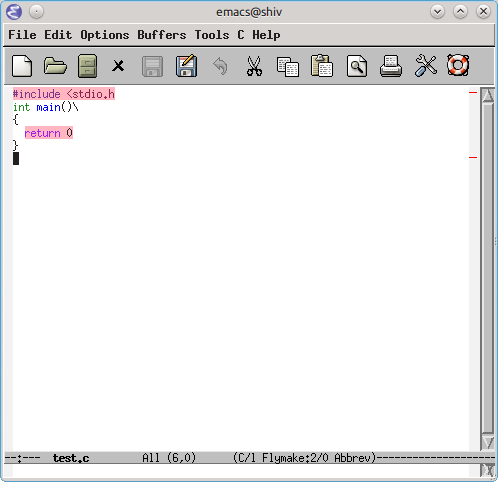 emacs@shiv
File Edit Options Buffers Tools C Help
#include <stdio.h
int main()\
{
return 0
}
--:--- test.c All (6,0) (C/l Flymake:2/0 Abbrev)--------------------